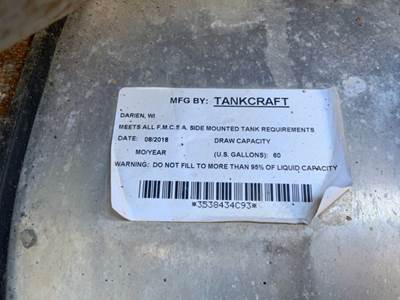 MFG BY: TANKCRAFT
DARIEN, WI
MEETS ALL F.M.C.S.A. SIDE MOUNTED TANK REQUIREMENTS
DATE: 08/2018 DRAW CAPACITY
MO/YEAR (U.S. GALLONS): 60
WARNING: DO NOT FILL TO MORE THAN 95% OF LIQUID CAPACITY
*3538434C93*